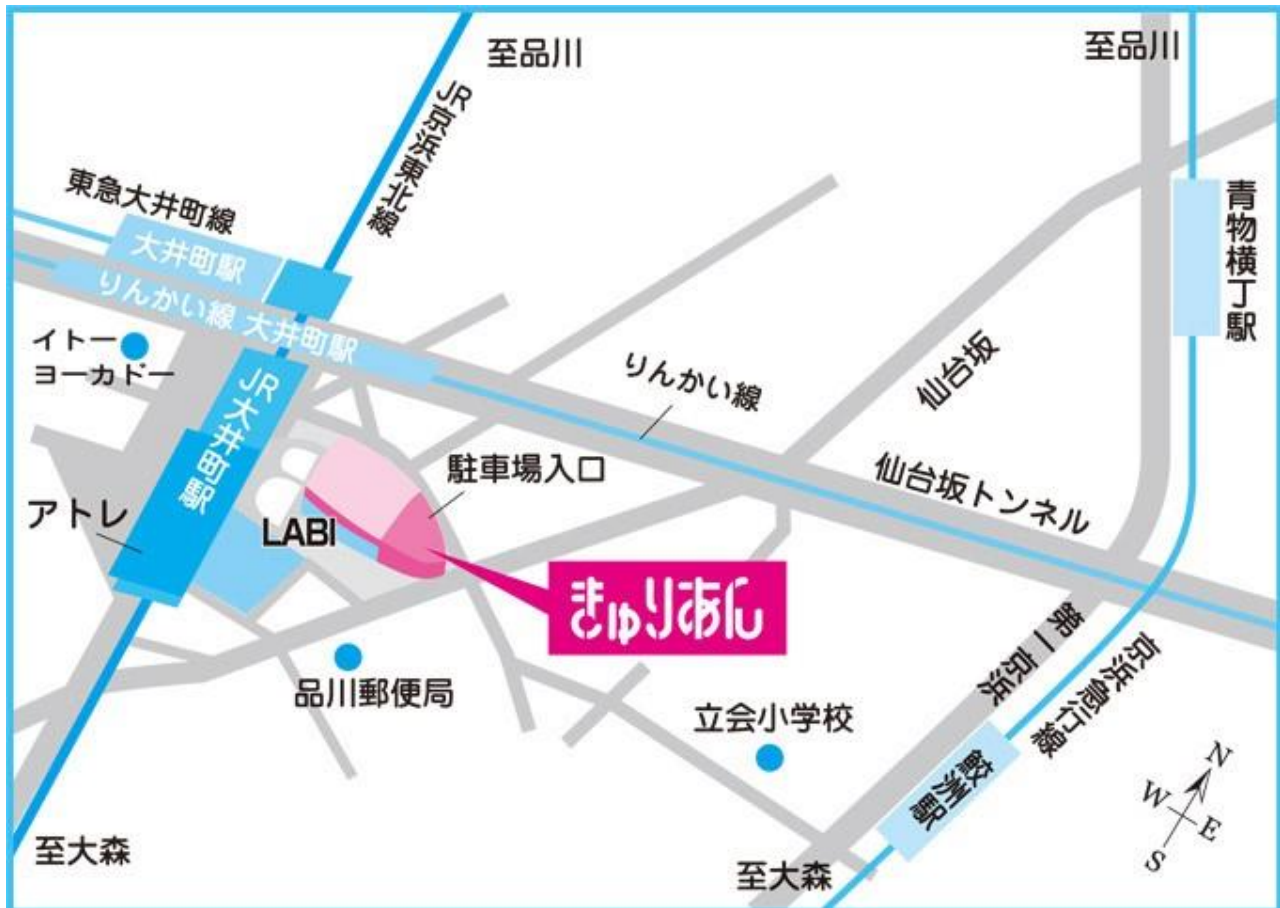 至品川
至品川
JR京浜東北線
東急大井町線
大井町駅
りんかい線 大井町駅
青物横丁駅
イトー
ヨーカドー
JR大井町駅
りんかい線
仙台坂
駐車場入口
仙台坂トンネル
アトレ
LABI
きゅりあん
第一京浜
京浜急行線
品川郵便局
立会小学校
鮫洲駅
N
W
E
S
至大森
至大森